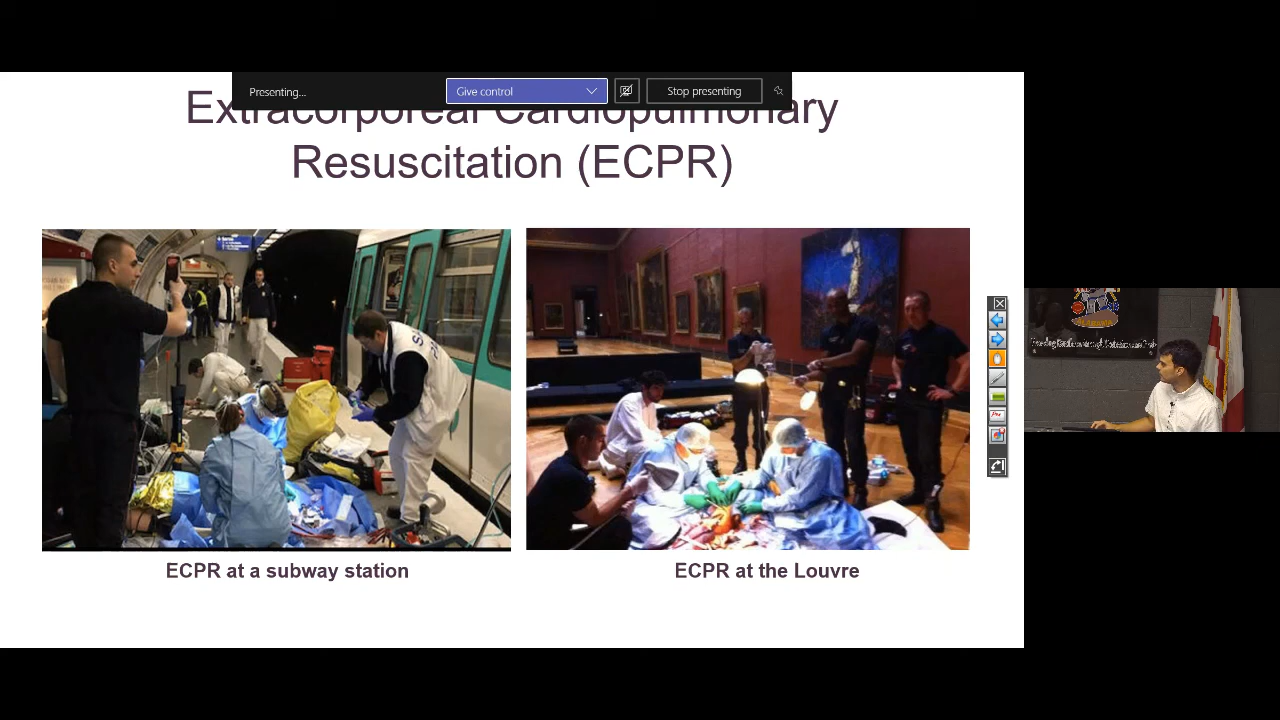 Presenting...
Give control
Stop presenting
Extracorporeal Cardiopulmonary
Resuscitation (ECPR)
ECPR at a subway station
ECPR at the Louvre